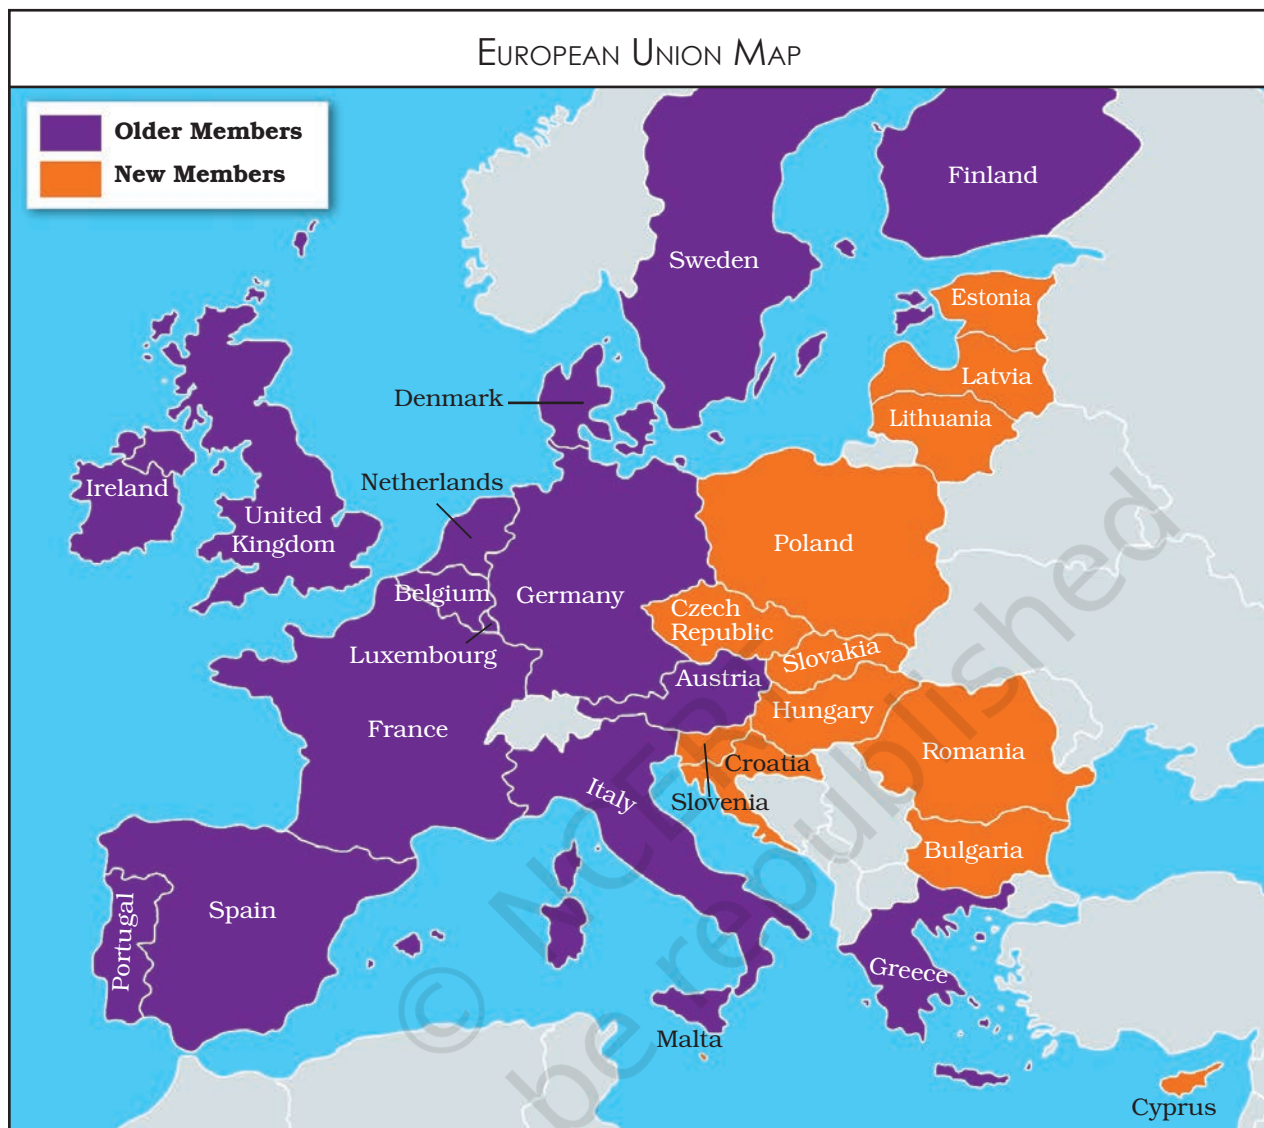 EUROPEAN UNION MAP
Older Members
New Members
Finland
Sweden
Estonia
Latvia
Lithuania
Denmark
Netherlands
Ireland
United
Kingdom
Poland
Belgium
Germany
Czech
Republic
Luxembourg
Slovakia
Austria
Hungary
France
Romania
Croatia
Slovenia
Italy
Bulgaria
Spain
Portugal
Greece
Malta
Cyprus
© NCERT
be republished